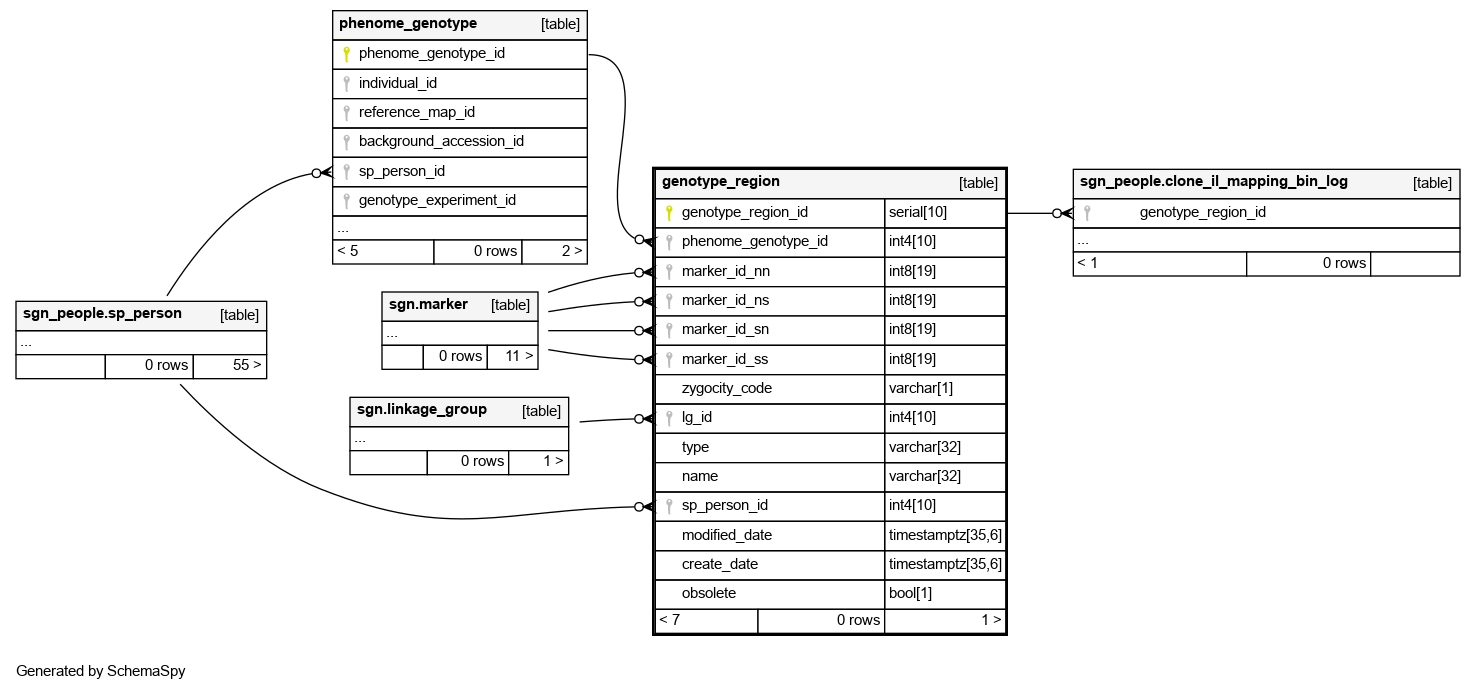 phenome_genotype [table]
phenome_genotype_id
individual_id
reference_map_id
background_accession_id
sp_person_id
genotype_experiment_id
...
< 5 0 rows 2 >
sgn_people.sp_person [table]
...
0 rows 55 >
sgn.marker [table]
...
0 rows 11 >
sgn.linkage_group [table]
...
0 rows 1 >
genotype_region [table]
genotype_region_id serial[10]
phenome_genotype_id int4[10]
marker_id_nn int8[19]
marker_id_ns int8[19]
marker_id_sn int8[19]
marker_id_ss int8[19]
zygocity_code varchar[1]
lg_id int4[10]
type varchar[32]
name varchar[32]
sp_person_id int4[10]
modified_date timestamptz[35,6]
create_date timestamptz[35,6]
obsolete bool[1]
< 7 0 rows 1 >
sgn_people.clone_il_mapping_bin_log [table]
genotype_region_id
...
< 1 0 rows
Generated by SchemaSpy